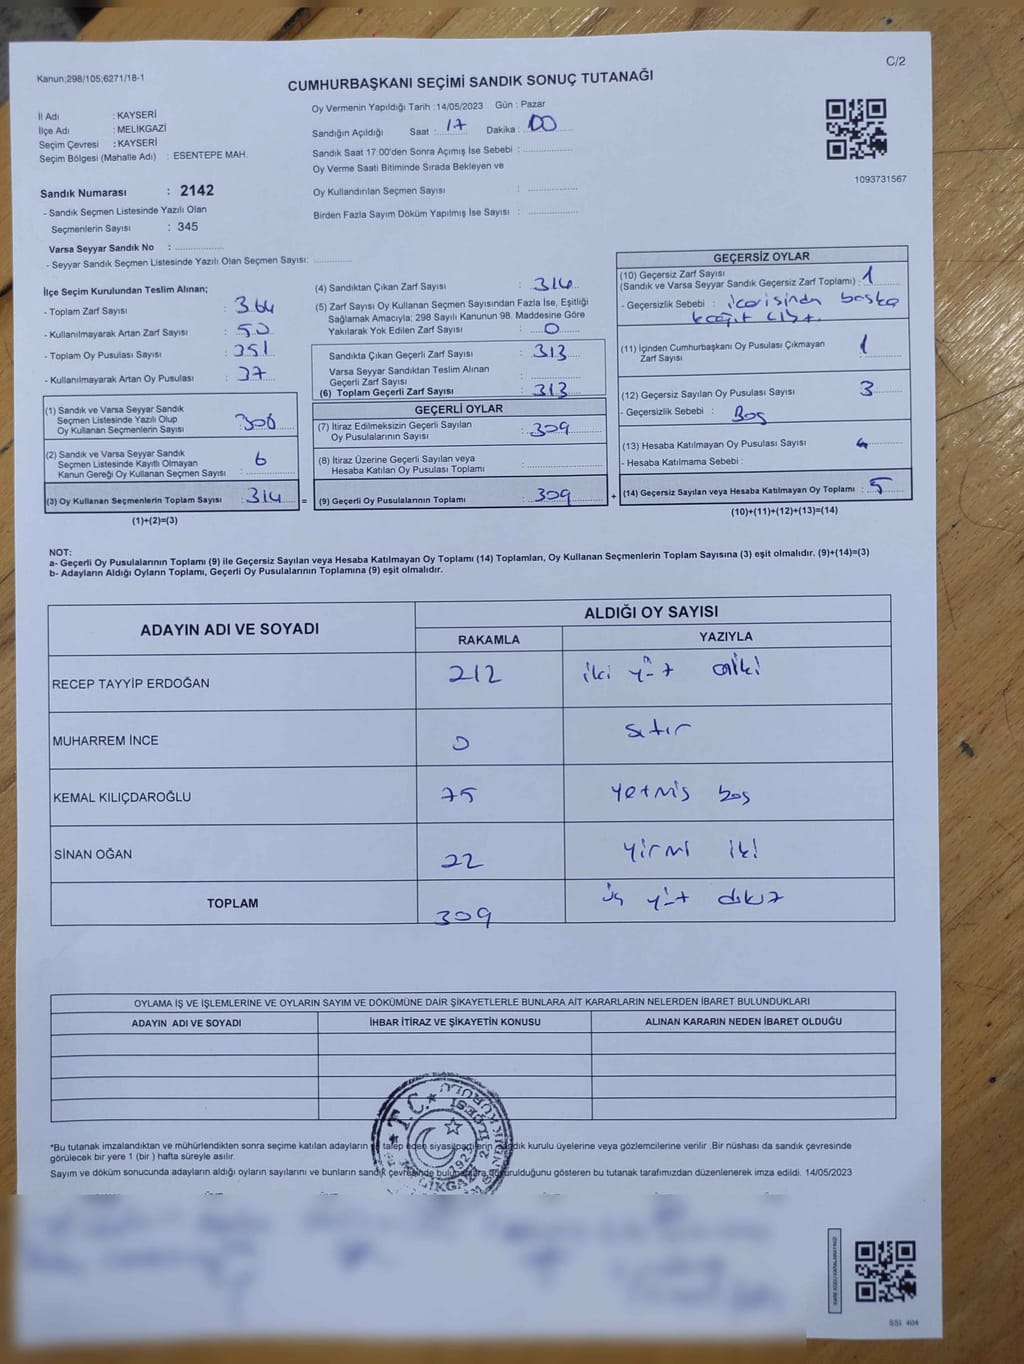 Kanun;298/105;6271/18-1
C/2
CUMHURBAŞKANI SEÇİMİ SANDIK SONUÇ TUTANAĞI
İl Adı : KAYSERİ
İlçe Adı : MELİKGAZİ
Seçim Çevresi : KAYSERİ
Seçim Bölgesi (Mahalle Adı) : ESENTEPE MAH.
Oy Vermenin Yapıldığı Tarih :14/05/2023 Gün : Pazar
Sandığın Açıldığı Saat : 17 Dakika : 00
Sandık Saat 17:00'den Sonra Açımış İse Sebebi :
Oy Verme Saati Bitiminde Sırada Bekleyen ve
Oy Kullandırılan Seçmen Sayısı :
Birden Fazla Sayım Döküm Yapılmış İse Sayısı :
1093731567
Sandık Numarası : 2142
- Sandık Seçmen Listesinde Yazılı Olan
Seçmenlerin Sayısı : 345
Varsa Seyyar Sandık No :
- Seyyar Sandık Seçmen Listesinde Yazılı Olan Seçmen Sayısı:
İlçe Seçim Kurulundan Teslim Alınan;
- Toplam Zarf Sayısı : 364
- Kullanılmayarak Artan Zarf Sayısı : 50
- Toplam Oy Pusulası Sayısı : 351
- Kullanılmayarak Artan Oy Pusulası : 37
(1) Sandık ve Varsa Seyyar Sandık
Seçmen Listesinde Yazılı Olup
Oy Kullanan Seçmenlerin Sayısı : 308
(2) Sandık ve Varsa Seyyar Sandık
Seçmen Listesinde Kayıtlı Olmayan
Kanun Gereği Oy Kullanan Seçmen Sayısı : 6
(3) Oy Kullanan Seçmenlerin Toplam Sayısı : 314 =
(1)+(2)=(3)
(4) Sandıktan Çıkan Zarf Sayısı : 314
(5) Zarf Sayısı Oy Kullanan Seçmen Sayısından Fazla İse, Eşitliği
Sağlamak Amacıyla; 298 Sayılı Kanunun 98. Maddesine Göre
Yakılarak Yok Edilen Zarf Sayısı : 0
Sandıkta Çıkan Geçerli Zarf Sayısı : 313
Varsa Seyyar Sandıktan Teslim Alınan
Geçerli Zarf Sayısı :
(6) Toplam Geçerli Zarf Sayısı : 313
GEÇERLİ OYLAR
(7) İtiraz Edilmeksizin Geçerli Sayılan
Oy Pusulalarının Sayısı : 309
(8) İtiraz Üzerine Geçerli Sayılan veya
Hesaba Katılan Oy Pusulası Toplamı :
(9) Geçerli Oy Pusulalarının Toplamı : 309 +
GEÇERSİZ OYLAR
(10) Geçersiz Zarf Sayısı
(Sandık ve Varsa Seyyar Sandık Geçersiz Zarf Toplamı) : 1
- Geçersizlik Sebebi : başka
(11) İçinden Cumhurbaşkanı Oy Pusulası Çıkmayan
Zarf Sayısı : 1
(12) Geçersiz Sayılan Oy Pusulası Sayısı : 3
- Geçersizlik Sebebi : Boş
(13) Hesaba Katılmayan Oy Pusulası Sayısı :
- Hesaba Katılmama Sebebi :
(14) Geçersiz Sayılan veya Hesaba Katılmayan Oy Toplamı : 5
(10)+(11)+(12)+(13)=(14)
NOT:
a- Geçerli Oy Pusulalarının Toplamı (9) ile Geçersiz Sayılan veya Hesaba Katılmayan Oy Toplamı (14) Toplamları, Oy Kullanan Seçmenlerin Toplam Sayısına (3) eşit olmalıdır. (9)+(14)=(3)
b- Adayların Aldığı Oyların Toplamı, Geçerli Oy Pusulalarının Toplamına (9) eşit olmalıdır.
ADAYIN ADI VE SOYADI
ALDIĞI OY SAYISI
RAKAMLA YAZIYLA
RECEP TAYYİP ERDOĞAN 212 iki yüz oniki
MUHARREM İNCE 0 sıfır
KEMAL KILIÇDAROĞLU 75 yetmiş beş
SİNAN OĞAN 22 yirmi iki
TOPLAM 309 üç yüz dokuz
OYLAMA İŞ VE İŞLEMLERİNE VE OYLARIN SAYIM VE DÖKÜMÜNE DAİR ŞİKAYETLERLE BUNLARA AİT KARARLARIN NELERDEN İBARET BULUNDUKLARI
ADAYIN ADI VE SOYADI İHBAR İTİRAZ VE ŞİKAYETİN KONUSU ALINAN KARARIN NEDEN İBARET OLDUĞU
*Bu tutanak imzalandıktan ve mühürlendikten sonra seçime katılan adayların talep eden siyasi partilerin sandık kurulu üyelerine veya gözlemcilerine verilir .Bir nüshası da sandık çevresinde
görülecek bir yere 1 (bir ) hafta süreyle asılır.
Sayım ve döküm sonucunda adayların aldığı oyların sayılarını ve bunların sandık çevresinde duyurulduğunu gösteren bu tutanak tarafımızdan düzenlenerek imza edildi. 14/05/2023
T.C.
1923
SSI 404